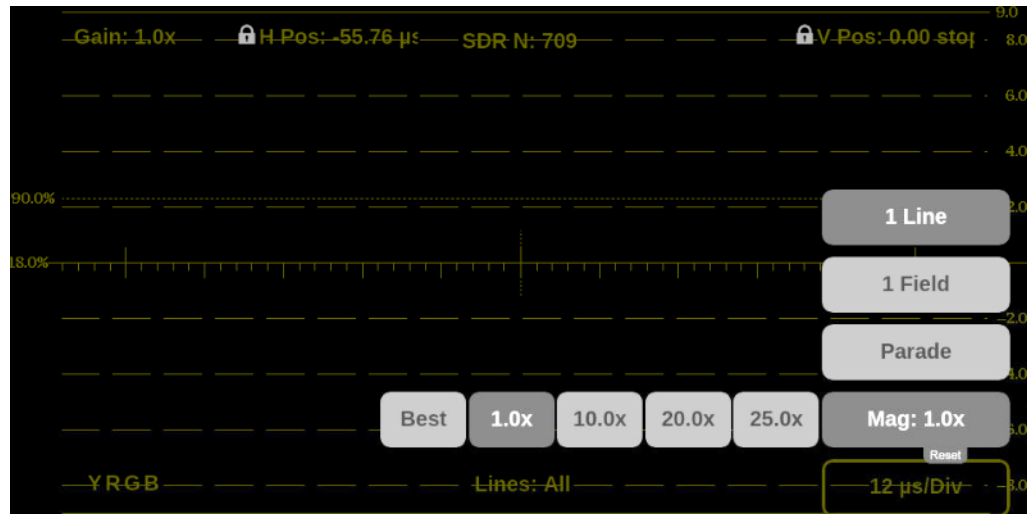 9.0
Gain: 1.0x H Pos: -55.76 µs SDR N: 709 V Pos: 0.00 stop 8.0
6.0
4.0
90.0%
2.0
1 Line
18.0%
1 Field
-2.0
Parade
4.0
Best 1.0x 10.0x 20.0x 25.0x Mag: 1.0x 6.0
Reset
YRGB Lines: All 12 µs/Div -8.0